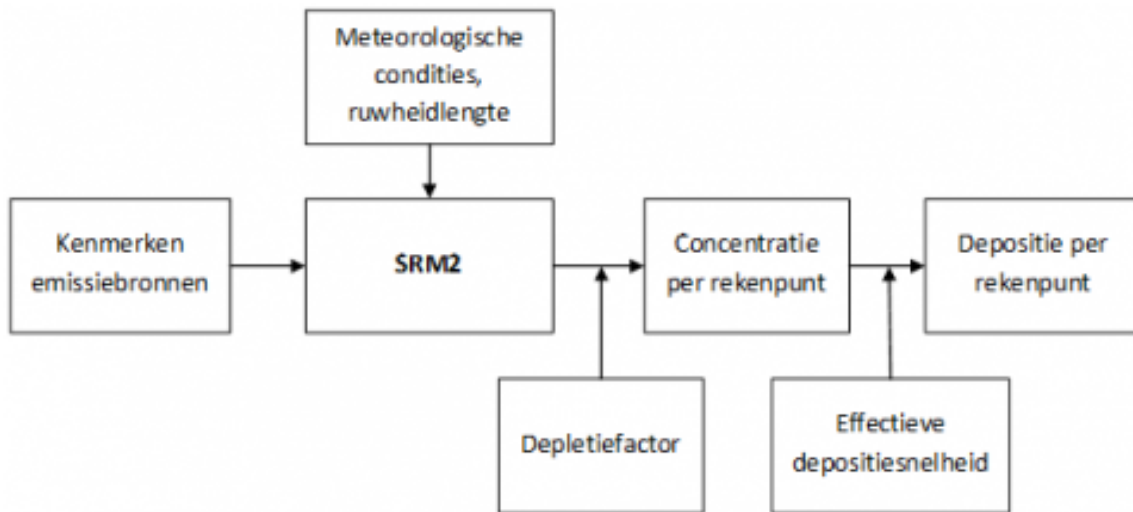 Meteorologische
condities,
ruwheidlengte
Kenmerken
emissiebronnen
SRM2
Concentratie
per rekenpunt
Depositie per
rekenpunt
Depletiefactor
Effectieve
depositiesnelheid